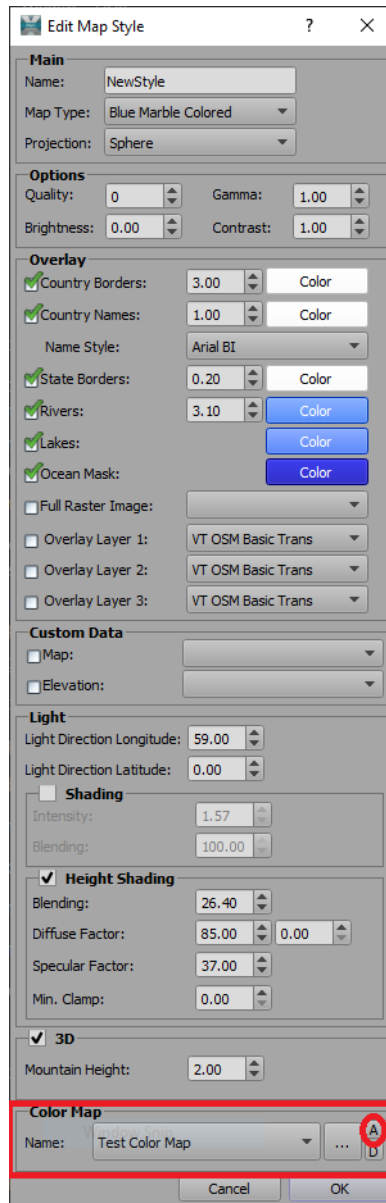 Edit Map Style ? ×
Main
Name: NewStyle
Map Type: Blue Marble Colored
Projection: Sphere
Options
Quality: 0 Gamma: 1.00
Brightness: 0.00 Contrast: 1.00
Overlay
Country Borders: 3.00 Color
Country Names: 1.00 Color
Name Style: Arial BI
State Borders: 0.20 Color
Rivers: 3.10 Color
Lakes: Color
Ocean Mask: Color
Full Raster Image:
Overlay Layer 1: VT OSM Basic Trans
Overlay Layer 2: VT OSM Basic Trans
Overlay Layer 3: VT OSM Basic Trans
Custom Data
Map:
Elevation:
Light
Light Direction Longitude: 59.00
Light Direction Latitude: 0.00
Shading
Intensity: 1.57
Blending: 100.00
Height Shading
Blending: 26.40
Diffuse Factor: 85.00 0.00
Specular Factor: 37.00
Min. Clamp: 0.00
3D
Mountain Height: 2.00
Color Map
A
Name: Test Color Map ...
D
Cancel OK